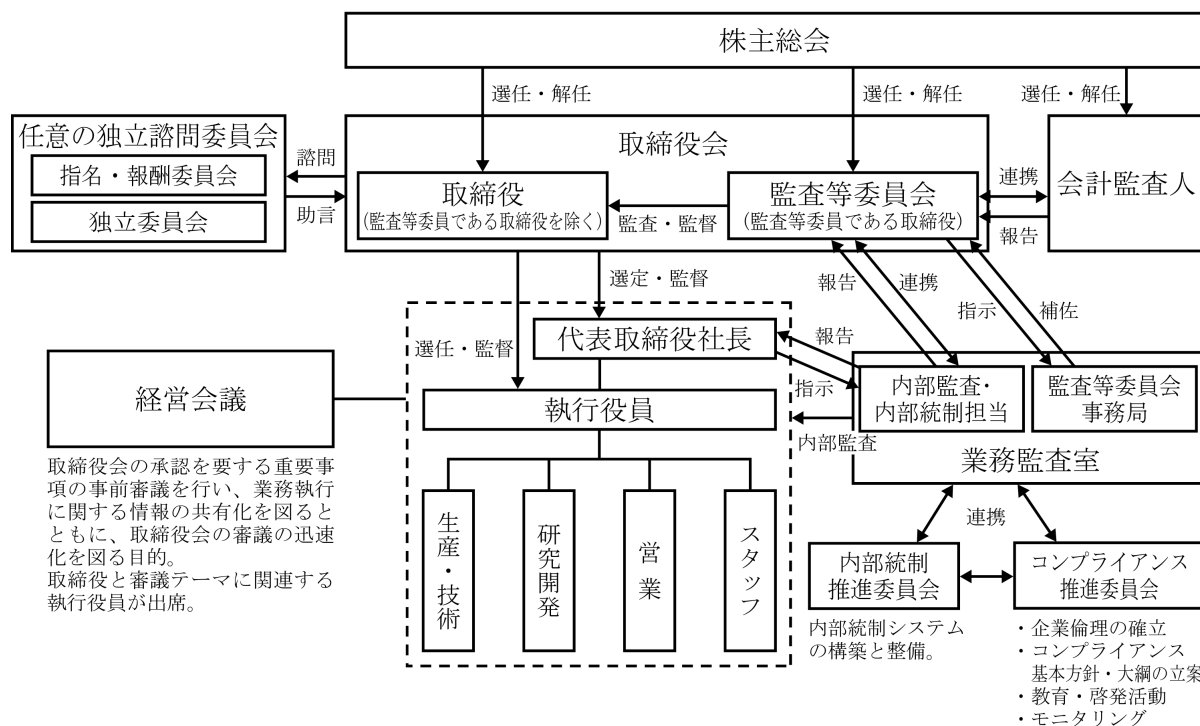 株主総会
選任・解任
選任・解任
選任・解任
任意の独立諮問委員会
指名・報酬委員会
独立委員会
諮問
助言
取締役会
取締役
(監査等委員である取締役を除く)
監査・監督
監査等委員会
(監査等委員である取締役)
連携
報告
会計監査人
選定・監督
選任・監督
報告
連携
指示
補佐
代表取締役社長
報告
指示
内部監査
執行役員
経営会議
取締役会の承認を要する重要事
項の事前審議を行い、業務執行
に関する情報の共有化を図ると
ともに、取締役会の審議の迅速
化を図る目的。
取締役と審議テーマに関連する
執行役員が出席。
生産・技術
研究開発
営業
スタッフ
内部監査・
内部統制担当
監査等委員会
事務局
業務監査室
連携
内部統制
推進委員会
内部統制システム
の構築と整備。
コンプライアンス
推進委員会
・企業倫理の確立
・コンプライアンス
基本方針・大綱の立案
・教育・啓発活動
・モニタリング